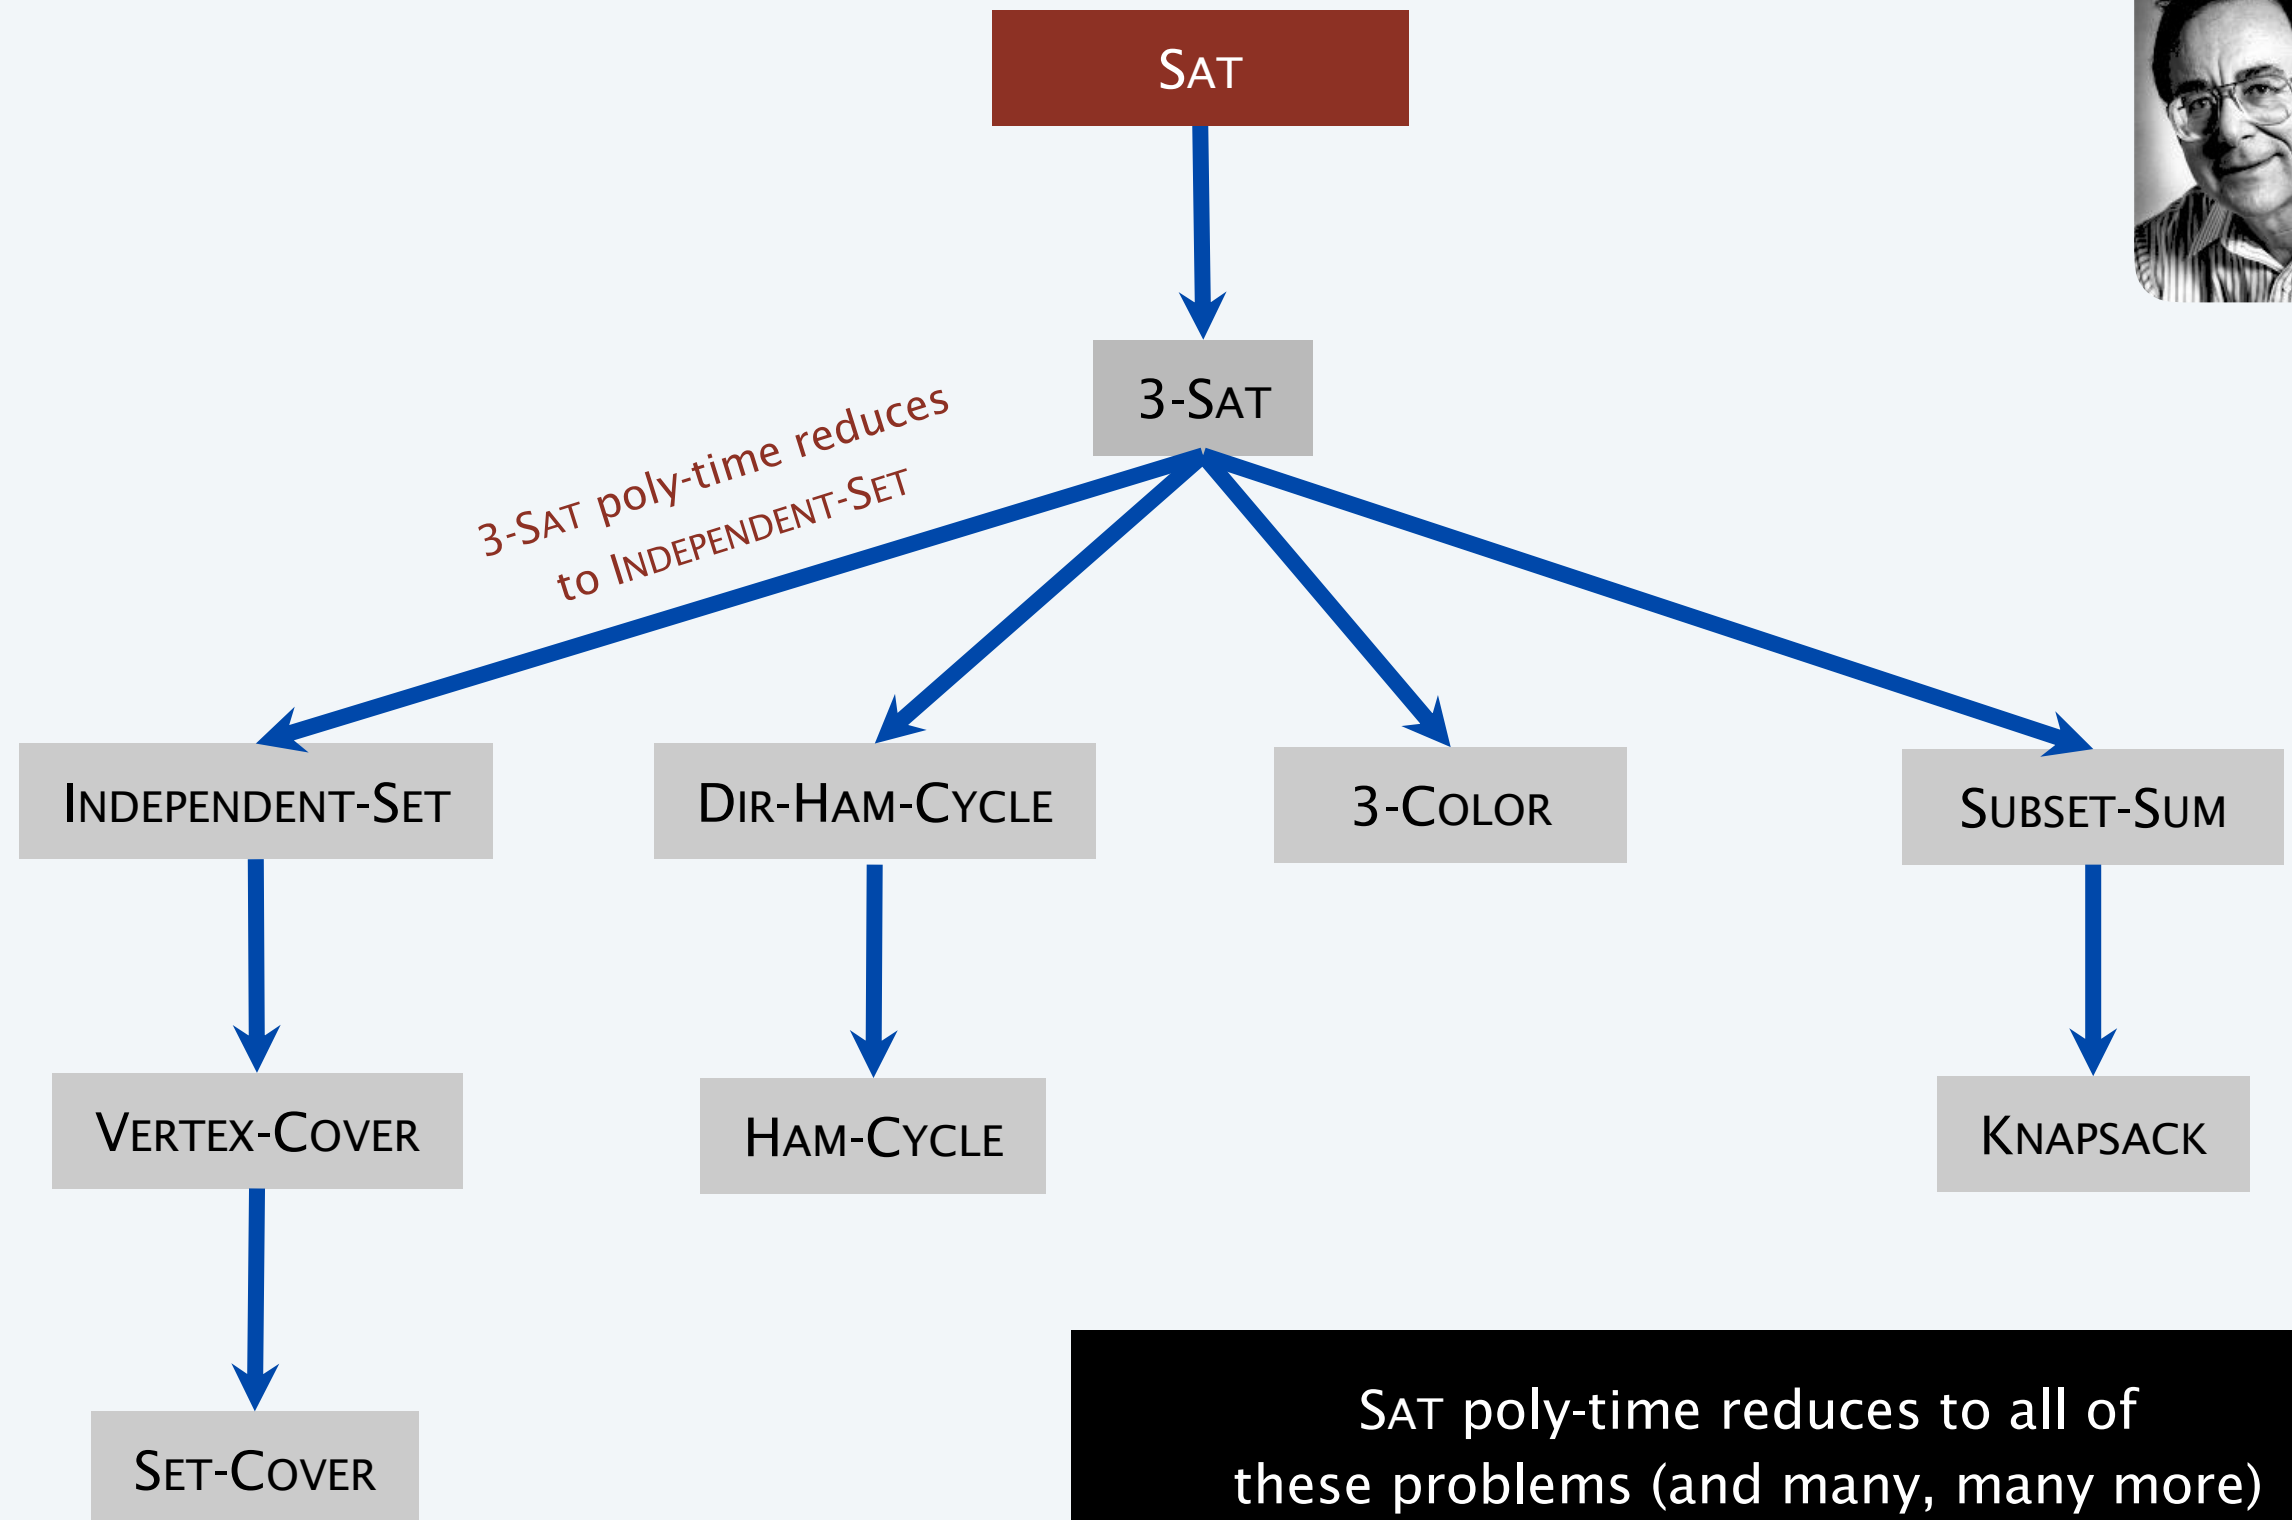 SAT
3-SAT
3-SAT poly-time reduces
to INDEPENDENT-SET
INDEPENDENT-SET
DIR-HAM-CYCLE
3-COLOR
SUBSET-SUM
VERTEX-COVER
HAM-CYCLE
KNAPSACK
SET-COVER
SAT poly-time reduces to all of
these problems (and many, many more)